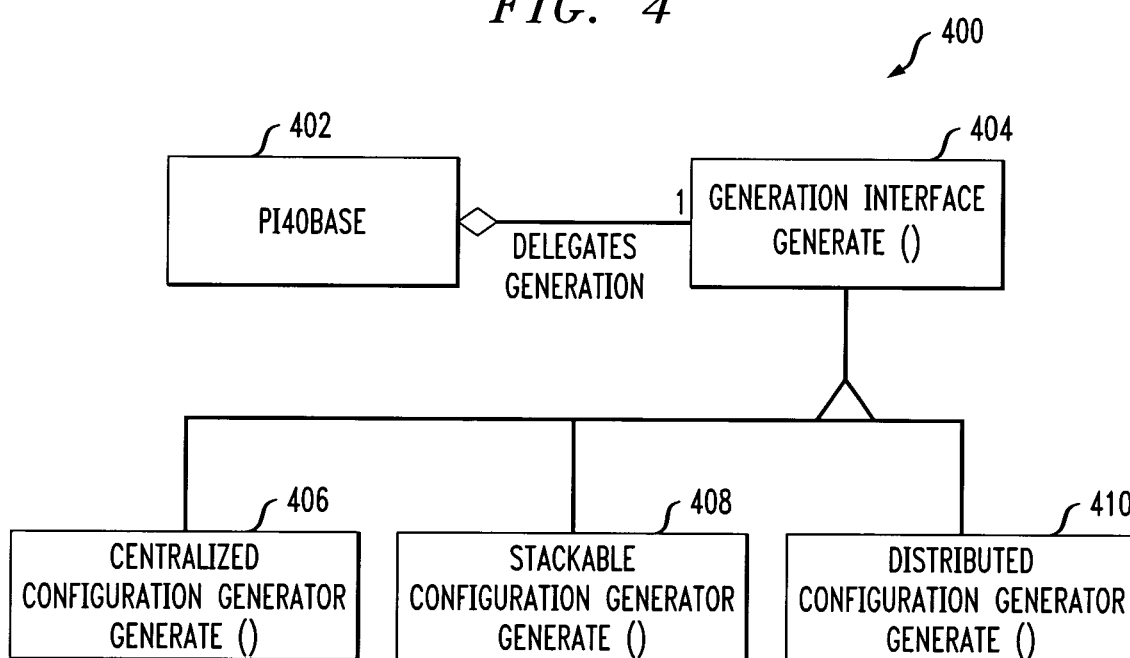 FIG. 4
400
402
404
PI40BASE
1
GENERATION INTERFACE
GENERATE ()
DELEGATES
GENERATION
406
408
410
CENTRALIZED
CONFIGURATION GENERATOR
GENERATE ()
STACKABLE
CONFIGURATION GENERATOR
GENERATE ()
DISTRIBUTED
CONFIGURATION GENERATOR
GENERATE ()